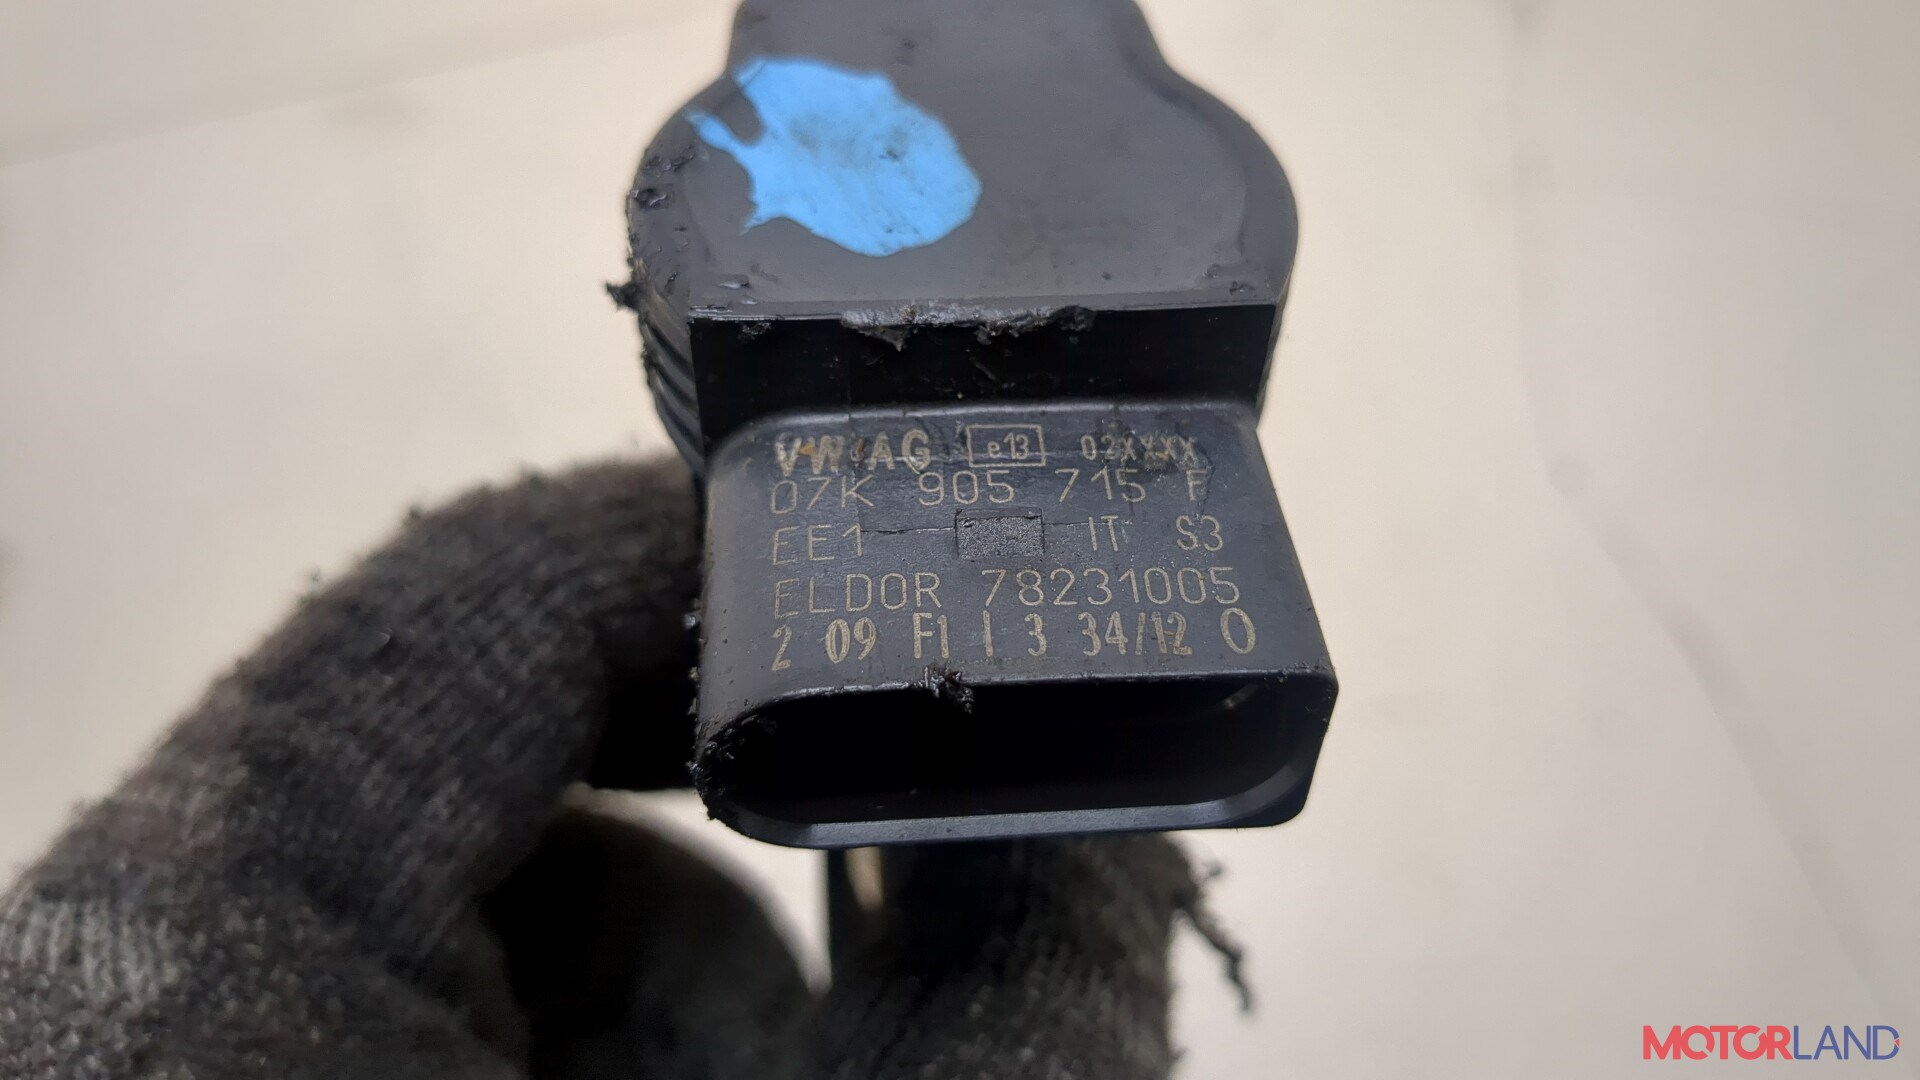 VW AG e13 02XXXX
07K 905 715 F
EE1 IT S3
ELDOR 78231005
2 09 F1 I 3 34/12 O
MOTORLAND